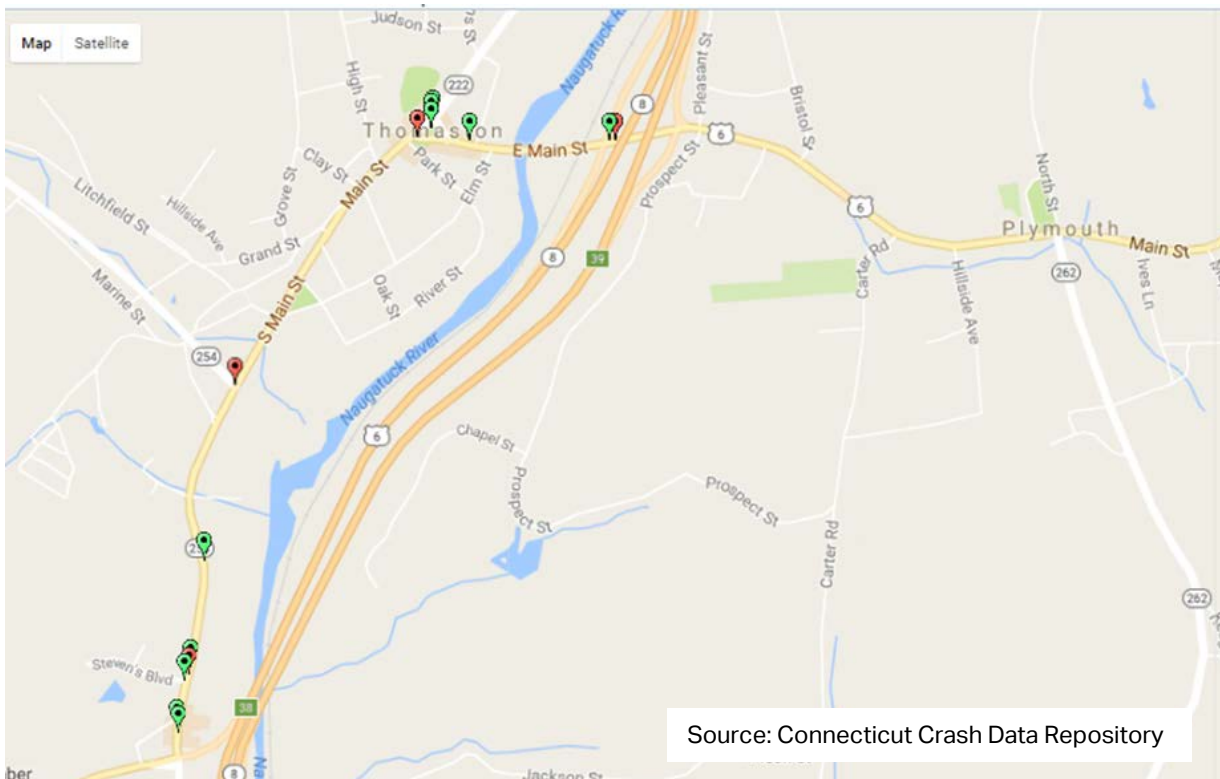 Map Satellite
Judson St
222
High St
Naugatuck
8
Pleasant St
Bristol S
6
Thomaston
E Main St
Park St
Elm St
Clay St
Main St
Grove St
Litchfield St
Hillside Ave
Grand St
Prospect St
6
North St
Plymouth
Main St
Marine St
Oak St
River St
8
39
Carter Rd
Hillside Ave
262
Ives Ln
S Main St
254
Naugatuck River
6
Chapel St
Prospect St
Prospect St
Carter Rd
262
Steven's Blvd
38
Source: Connecticut Crash Data Repository
ber
8
Na
Jackson St